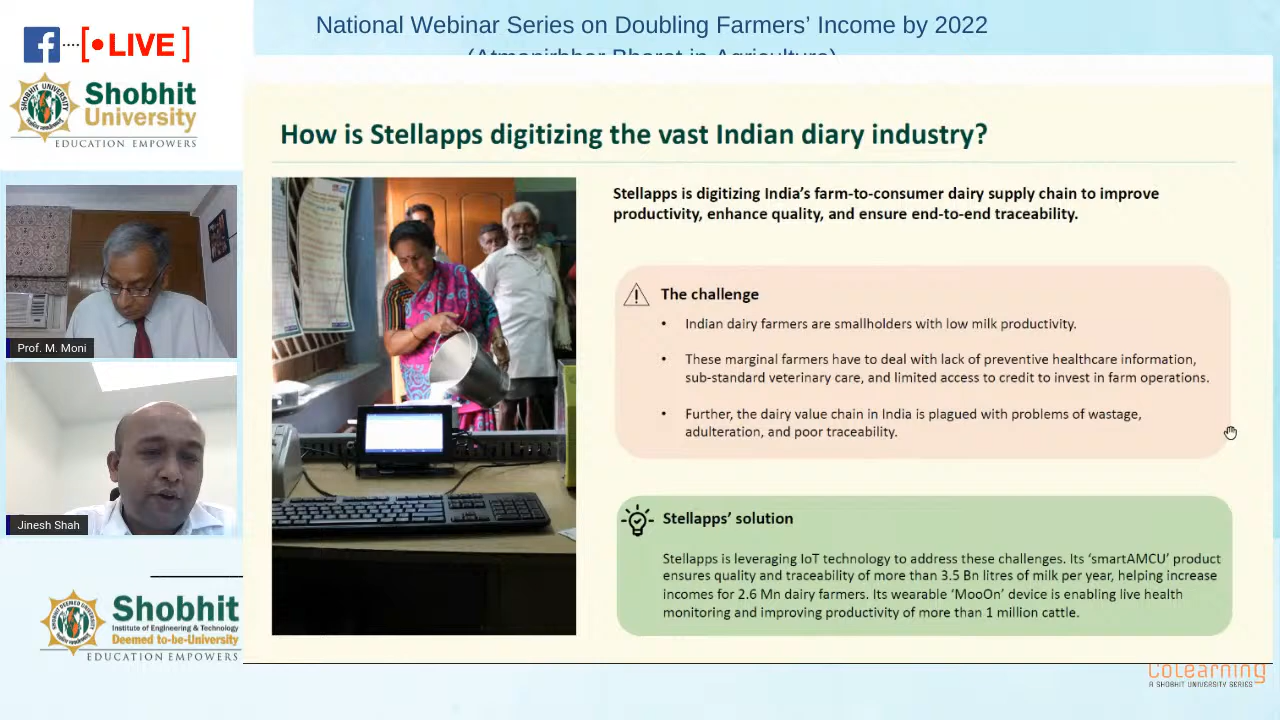 National Webinar Series on Doubling Farmers’ Income by 2022
(Atmanirbhar Bharat in Agriculture)
LIVE
SHOBHIT UNIVERSITY
Shobhit
University
EDUCATION EMPOWERS
How is Stellapps digitizing the vast Indian diary industry?
Stellapps is digitizing India’s farm-to-consumer dairy supply chain to improve
productivity, enhance quality, and ensure end-to-end traceability.
The challenge
• Indian dairy farmers are smallholders with low milk productivity.
• These marginal farmers have to deal with lack of preventive healthcare information,
sub-standard veterinary care, and limited access to credit to invest in farm operations.
• Further, the dairy value chain in India is plagued with problems of wastage,
adulteration, and poor traceability.
Stellapps’ solution
Stellapps is leveraging IoT technology to address these challenges. Its ‘smartAMCU’ product
ensures quality and traceability of more than 3.5 Bn litres of milk per year, helping increase
incomes for 2.6 Mn dairy farmers. Its wearable ‘MooOn’ device is enabling live health
monitoring and improving productivity of more than 1 million cattle.
Prof. M. Moni
Jinesh Shah
Shobhit
Institute of Engineering & Technology
Deemed to-be-University
EDUCATION EMPOWERS
CoLearning
A SHOBHIT UNIVERSITY SERIES